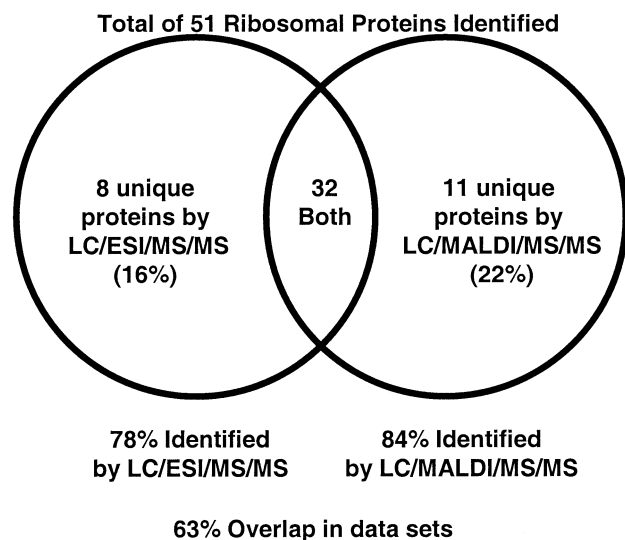 Total of 51 Ribosomal Proteins Identified
8 unique
proteins by
LC/ESI/MS/MS
(16%)
32
Both
11 unique
proteins by
LC/MALDI/MS/MS
(22%)
78% Identified
by LC/ESI/MS/MS
84% Identified
by LC/MALDI/MS/MS
63% Overlap in data sets